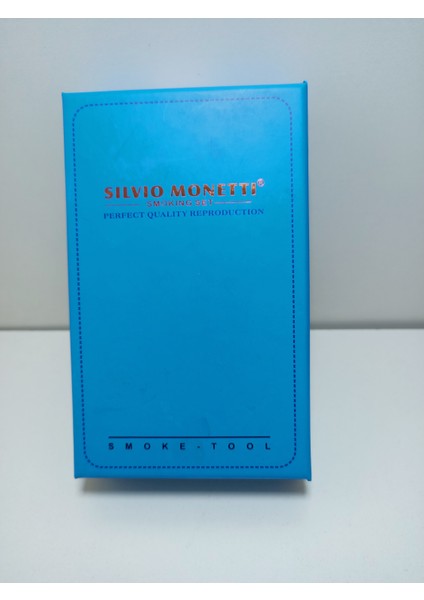 SILVIO MONETTI®
SMOKING SET
PERFECT QUALITY REPRODUCTION
SMOKE-TOOL